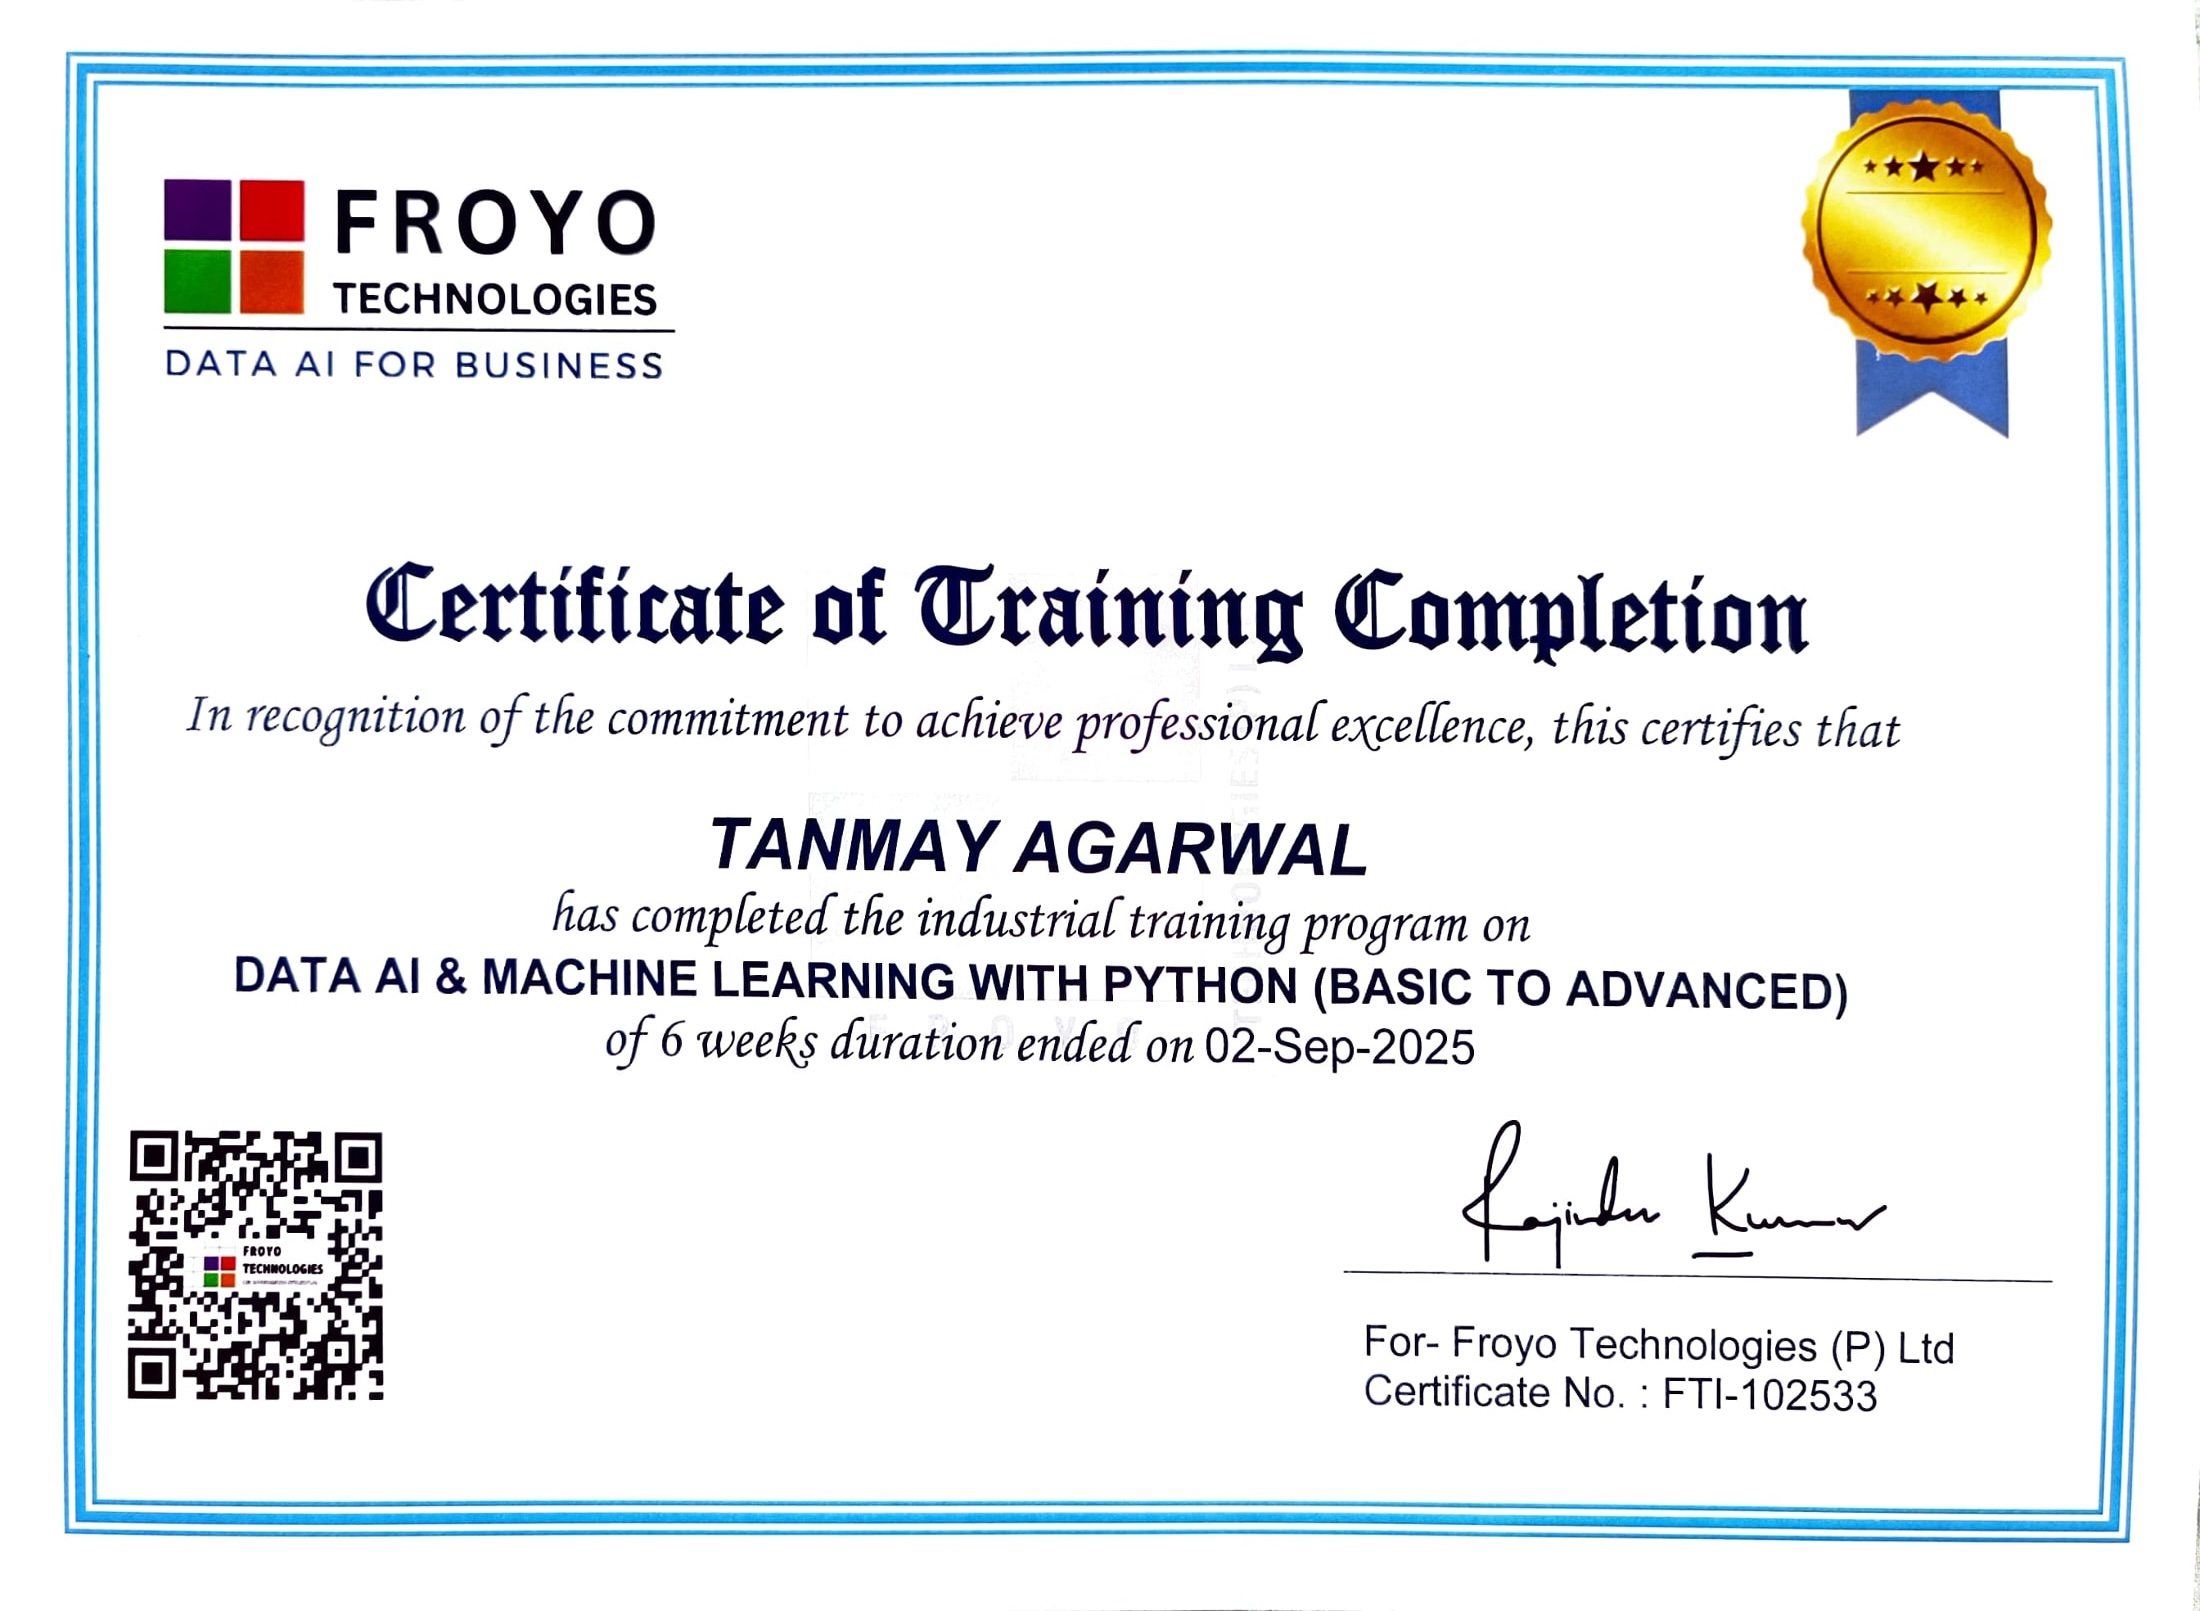 FROYO
TECHNOLOGIES
DATA AI FOR BUSINESS
Certificate of Training Completion
In recognition of the commitment to achieve professional excellence, this certifies that
TANMAY AGARWAL
has completed the industrial training program on
DATA AI & MACHINE LEARNING WITH PYTHON (BASIC TO ADVANCED)
of 6 weeks duration ended on 02-Sep-2025
FROYO
TECHNOLOGIES
Rajinder Kumar
For- Froyo Technologies (P) Ltd
Certificate No. : FTI-102533